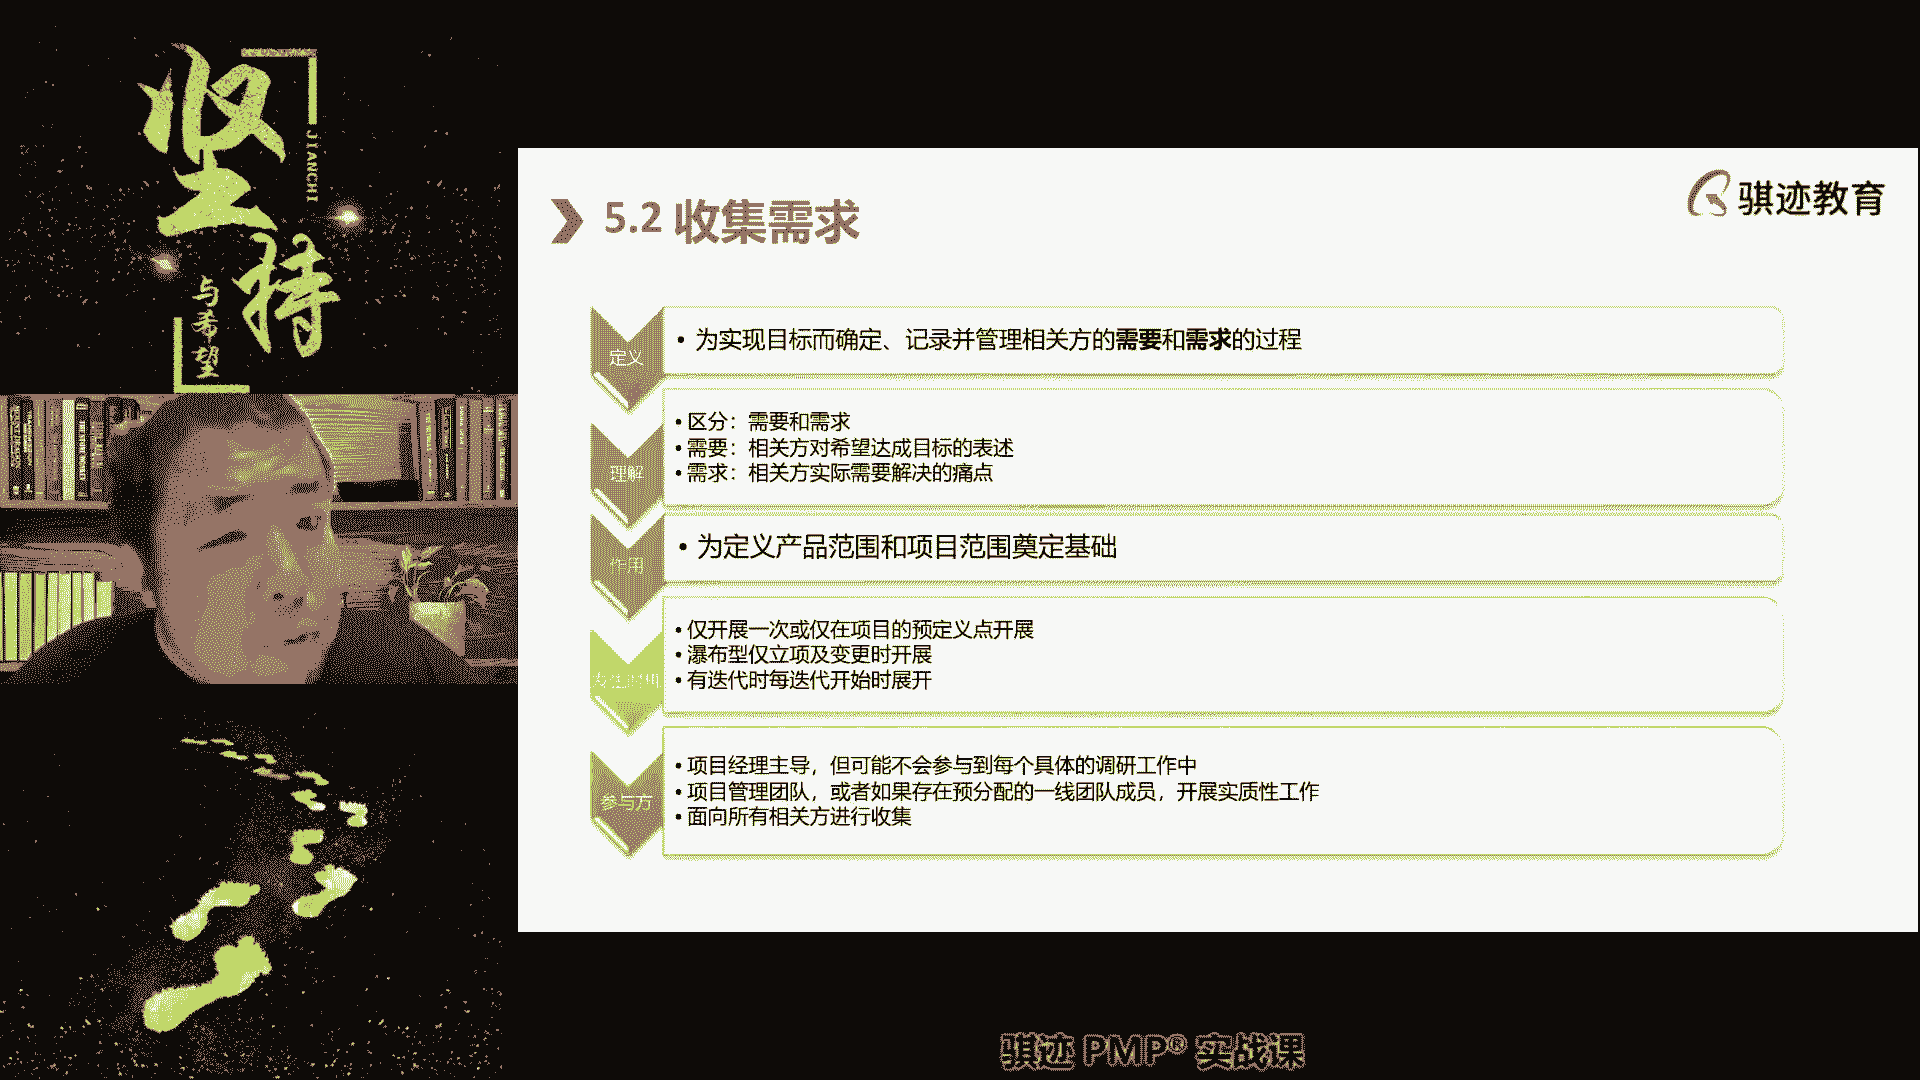 坚持
JIANCHI
与希望
骐迹教育
5.2 收集需求
定义
• 为实现目标而确定、记录并管理相关方的需要和需求的过程
理解
• 区分：需要和需求
• 需要：相关方对希望达成目标的表述
• 需求：相关方实际需要解决的痛点
作用
• 为定义产品范围和项目范围奠定基础
• 仅开展一次或仅在项目的预定义点开展
• 瀑布型仅立项及变更时开展
• 有迭代时每迭代开始时展开
参与方
• 项目经理主导，但可能不会参与到每个具体的调研工作中
• 项目管理团队，或者如果存在预分配的一线团队成员，开展实质性工作
• 面向所有相关方进行收集
骐迹 PMP® 实战课